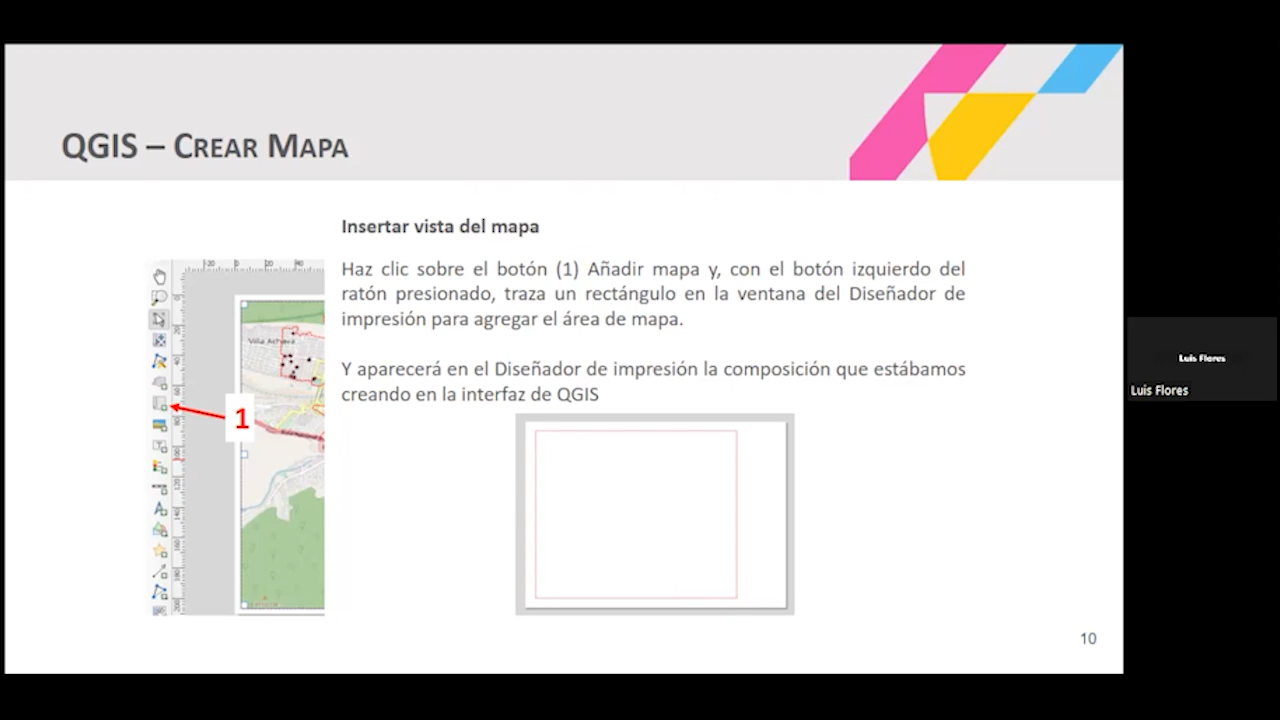 QGIS – CREAR MAPA
Insertar vista del mapa
Haz clic sobre el botón (1) Añadir mapa y, con el botón izquierdo del
ratón presionado, traza un rectángulo en la ventana del Diseñador de
impresión para agregar el área de mapa.
Y aparecerá en el Diseñador de impresión la composición que estábamos
creando en la interfaz de QGIS
Villa
1
10
Luis Flores
Luis Flores